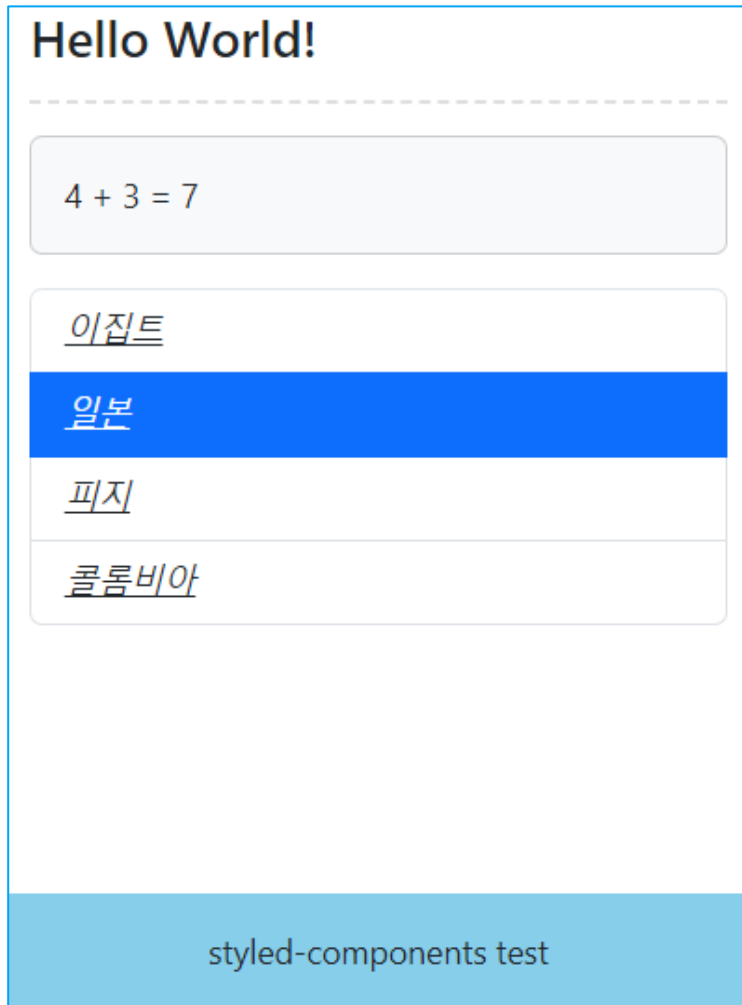 Hello World!
4 + 3 = 7
이집트
일본
피지
콜롬비아
styled-components test